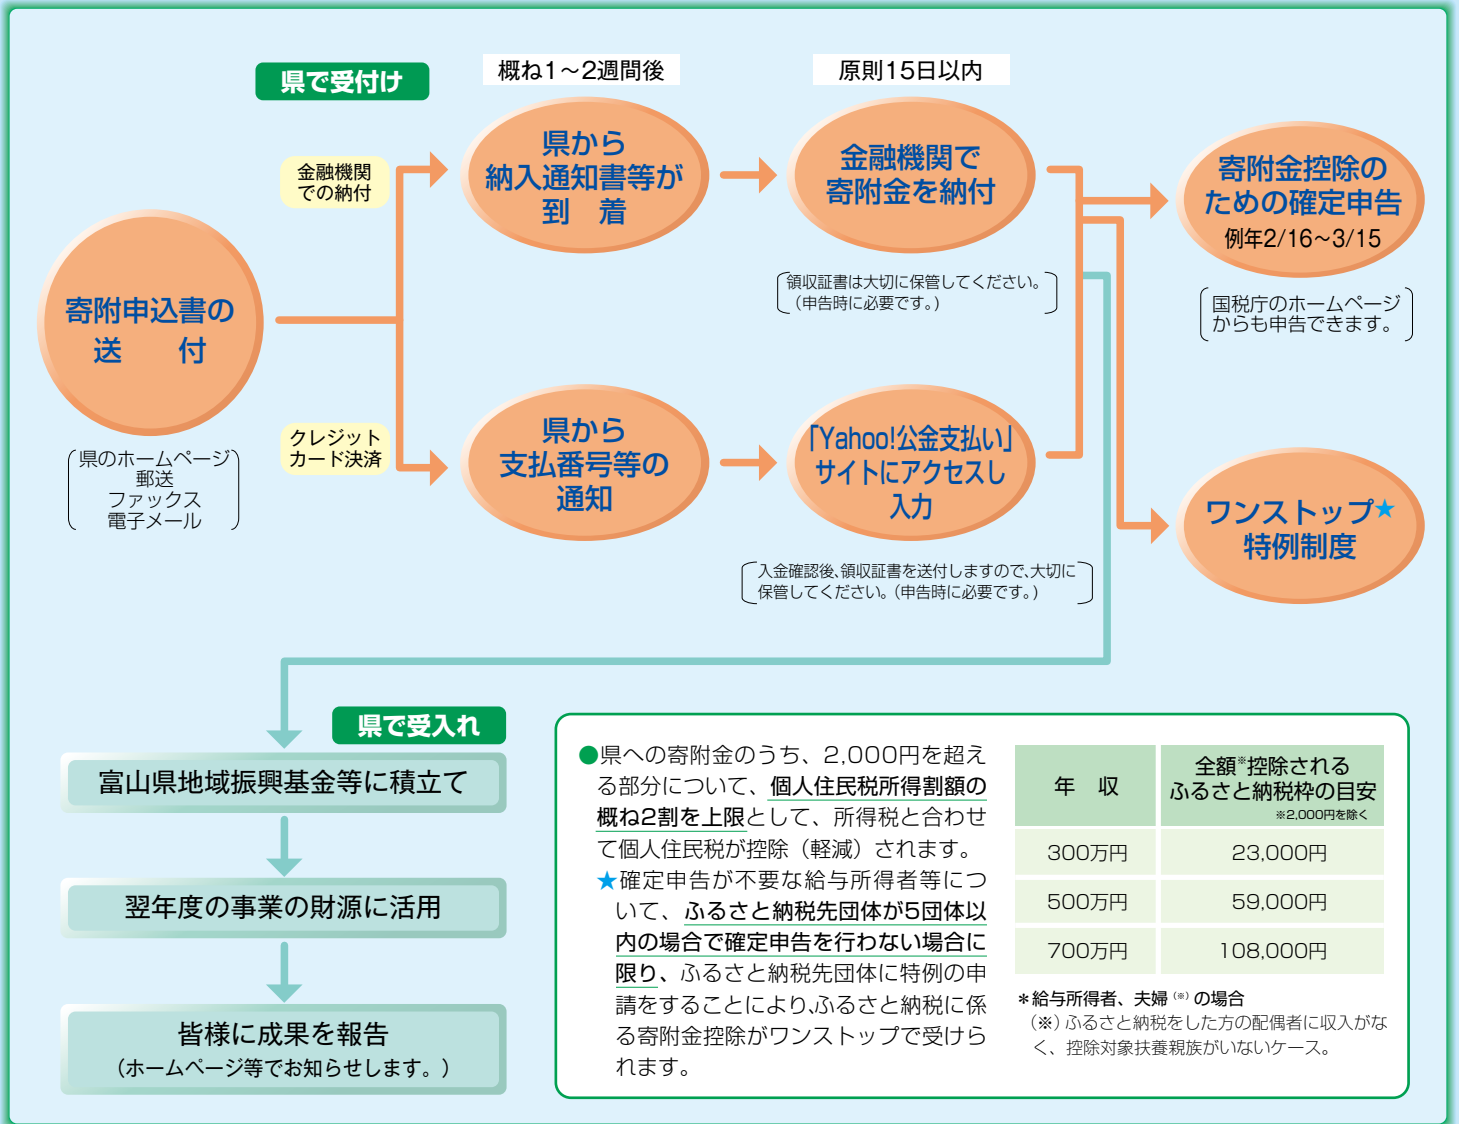 県で受付け
概ね1～2週間後
原則15日以内
寄附申込書の
送　付
県のホームページ
郵送
ファックス
電子メール
金融機関
での納付
県から
納入通知書等が
到　着
金融機関で
寄附金を納付
領収証書は大切に保管してください。
（申告時に必要です。）
クレジット
カード決済
県から
支払番号等の
通知
「Yahoo!公金支払い」
サイトにアクセスし
入力
入金確認後、領収証書を送付しますので、大切に
保管してください。（申告時に必要です。）
寄附金控除の
ための確定申告
例年2/16～3/15
国税庁のホームページ
からも申告できます。
ワンストップ★
特例制度
県で受入れ
富山県地域振興基金等に積立て
翌年度の事業の財源に活用
皆様に成果を報告
（ホームページ等でお知らせします。）
●県への寄附金のうち、2,000円を超え
る部分について、個人住民税所得割額の
概ね2割を上限として、所得税と合わせ
て個人住民税が控除（軽減）されます。
★確定申告が不要な給与所得者等につ
いて、ふるさと納税先団体が5団体以
内の場合で確定申告を行わない場合に
限り、ふるさと納税先団体に特例の申
請をすることにより、ふるさと納税に係
る寄附金控除がワンストップで受けら
れます。
年　収
全額※控除される
ふるさと納税枠の目安
※2,000円を除く
300万円　23,000円
500万円　59,000円
700万円　108,000円
＊給与所得者、夫婦（※）の場合
（※）ふるさと納税をした方の配偶者に収入がな
く、控除対象扶養親族がいないケース。